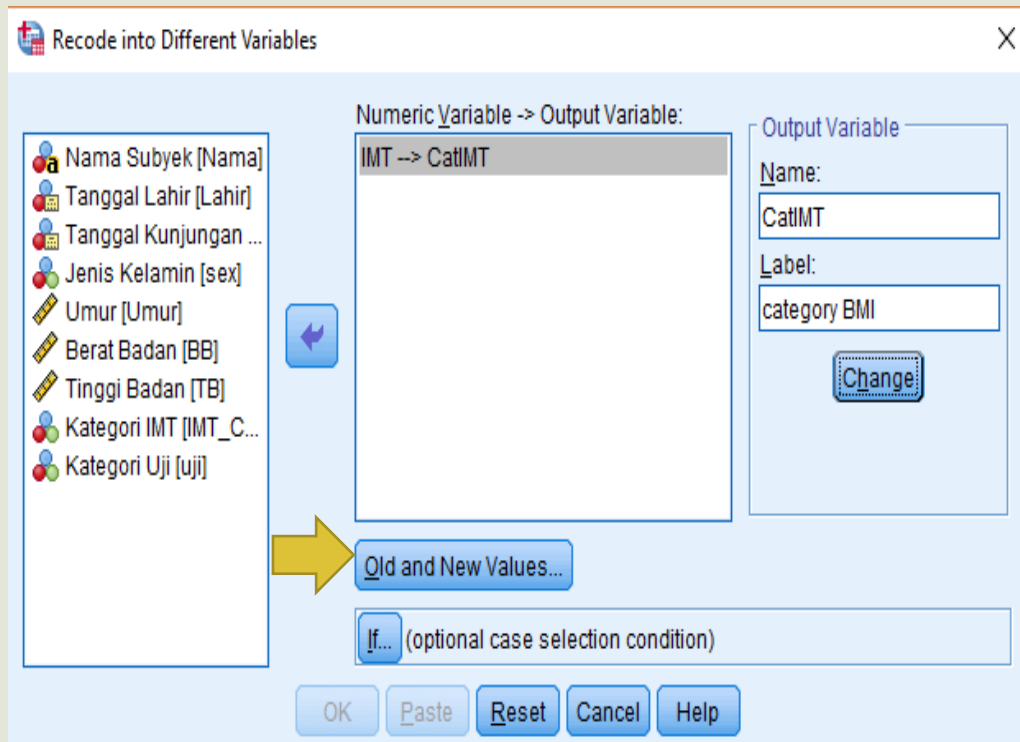 Recode into Different Variables
Numeric Variable -> Output Variable:
Nama Subyek [Nama]
Tanggal Lahir [Lahir]
Tanggal Kunjungan ...
Jenis Kelamin [sex]
Umur [Umur]
Berat Badan [BB]
Tinggi Badan [TB]
Kategori IMT [IMT_C...
Kategori Uji [uji]
IMT --> CatIMT
Output Variable
Name:
CatIMT
Label:
category BMI
Change
Old and New Values...
If... (optional case selection condition)
OK Paste Reset Cancel Help